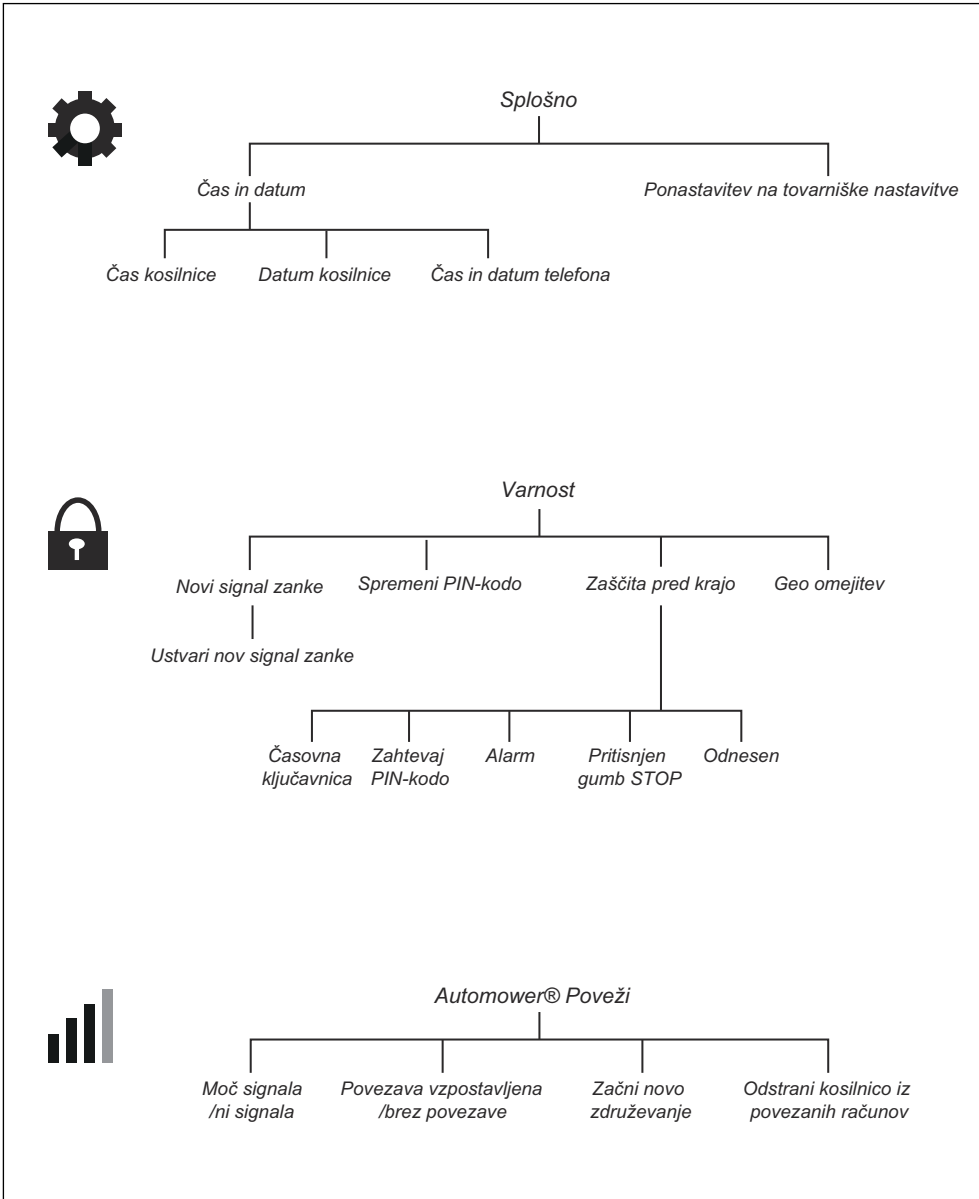 Splošno
Čas in datum
Ponastavitev na tovarniške nastavitve
Čas kosilnice
Datum kosilnice
Čas in datum telefona
Varnost
Novi signal zanke
Spremeni PIN-kodo
Zaščita pred krajo
Geo omejitev
Ustvari nov signal zanke
Časovna
ključavnica
Zahtevaj
PIN-kodo
Alarm
Pritisnjen
gumb STOP
Odnesen
Automower® Poveži
Moč signala
/ni signala
Povezava vzpostavljena
/brez povezave
Začni novo
združevanje
Odstrani kosilnico iz
povezanih računov